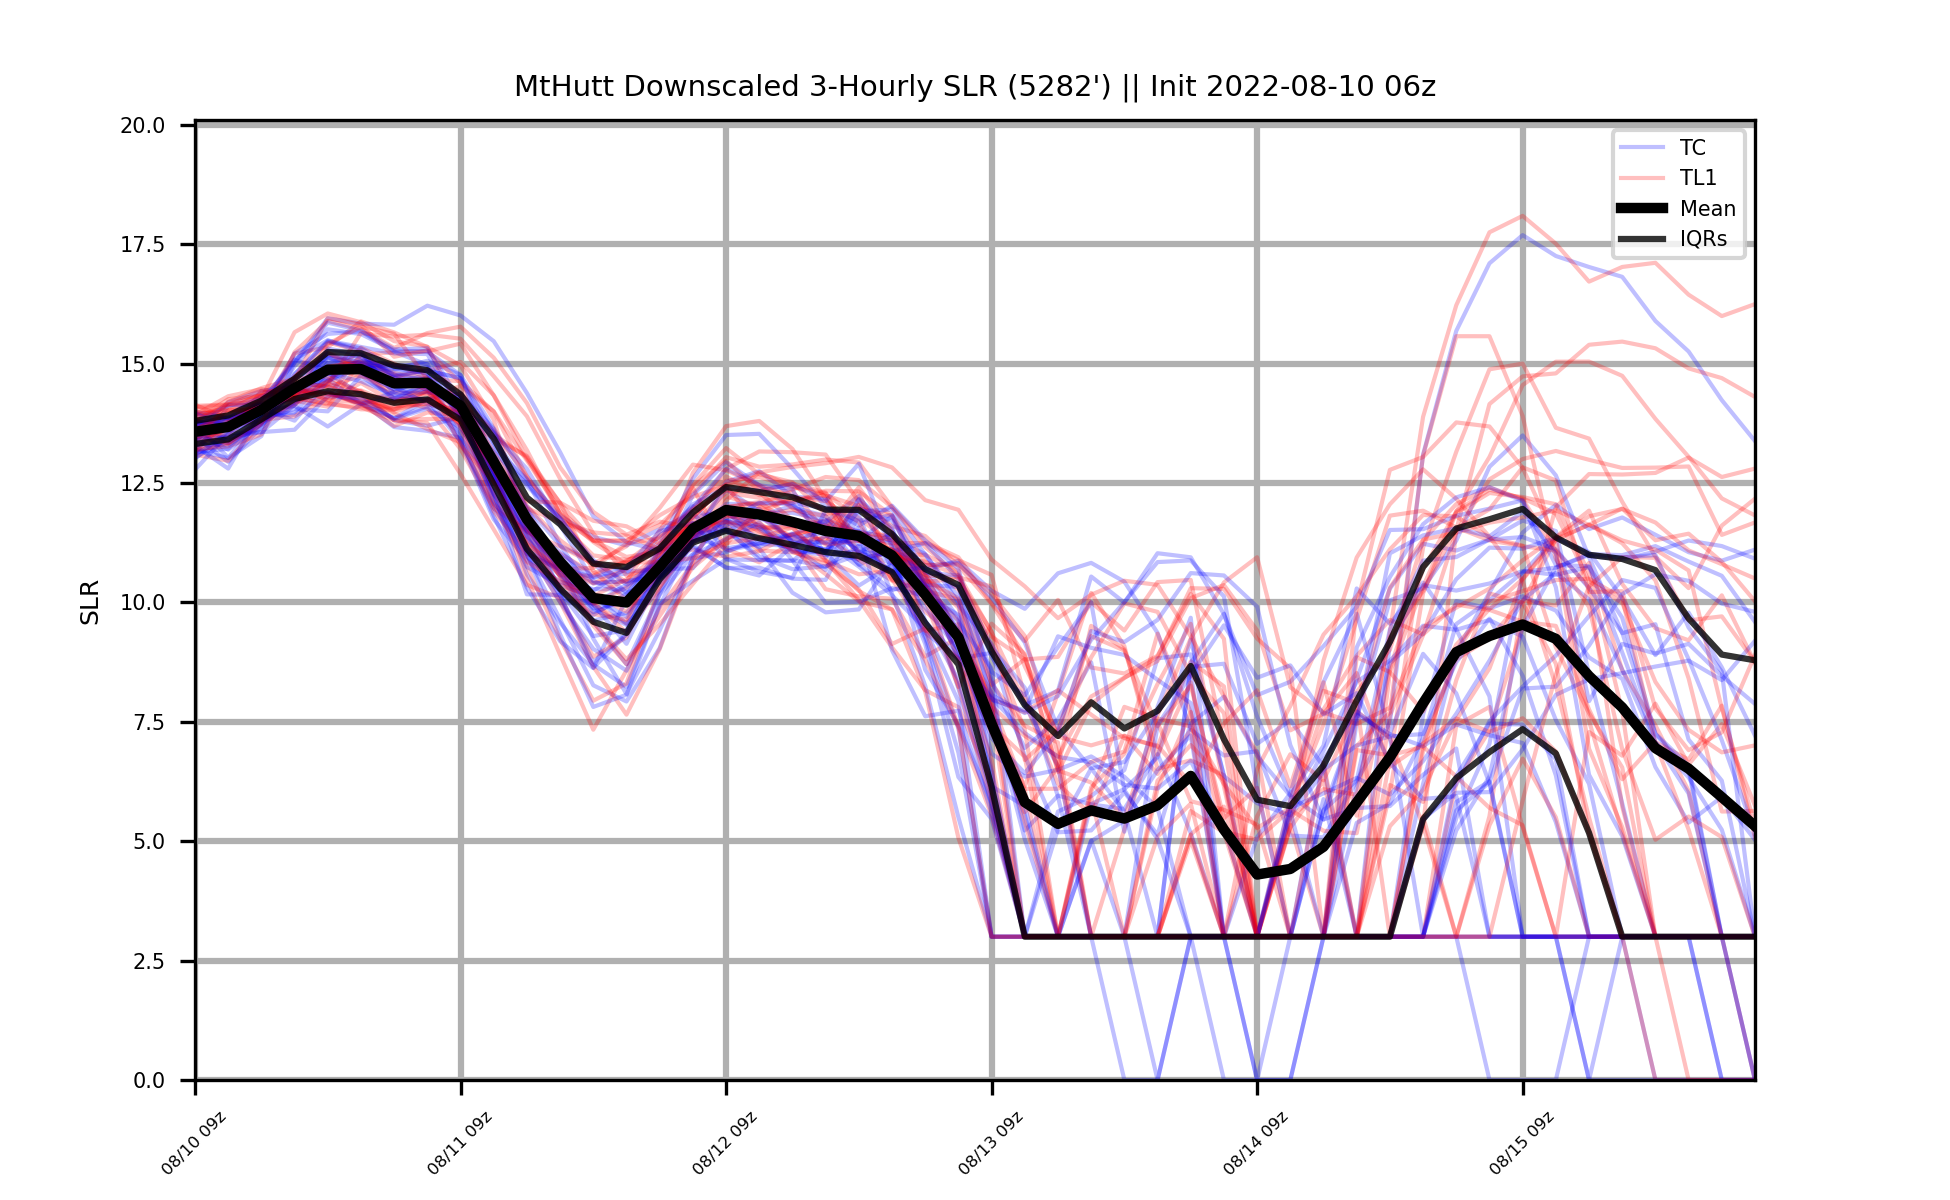 MtHutt Downscaled 3-Hourly SLR (5282') || Init 2022-08-10 06z
TC
TL1
Mean
IQRs
SLR
20.0
17.5
15.0
12.5
10.0
7.5
5.0
2.5
0.0
08/10 09z
08/11 09z
08/12 09z
08/13 09z
08/14 09z
08/15 09z